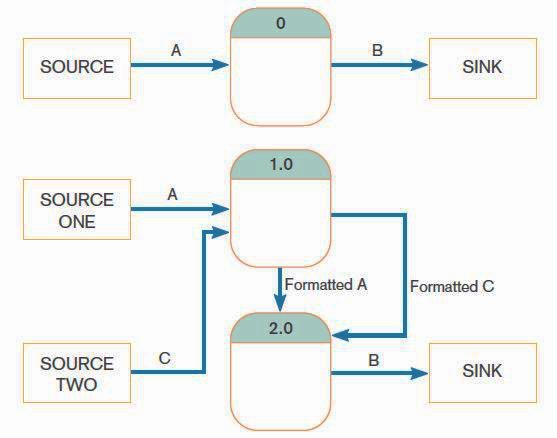 0
A
B
SOURCE
SINK
1.0
A
SOURCE
ONE
Formatted A
Formatted C
2.0
SOURCE
TWO
C
B
SINK